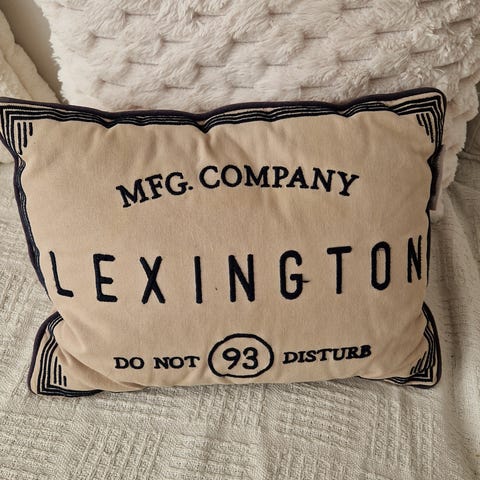 MFG. COMPANY
LEXINGTON
DO NOT 93 DISTURB